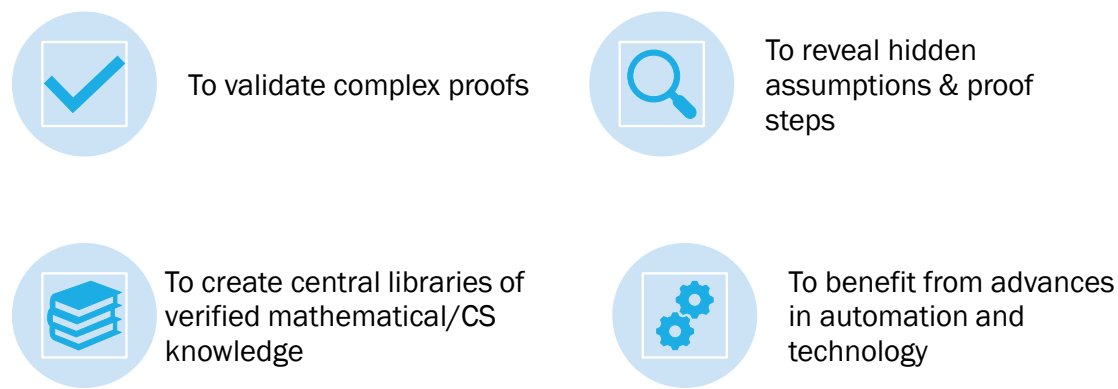 To validate complex proofs
To reveal hidden
assumptions & proof
steps
To create central libraries of
verified mathematical/CS
knowledge
To benefit from advances
in automation and
technology